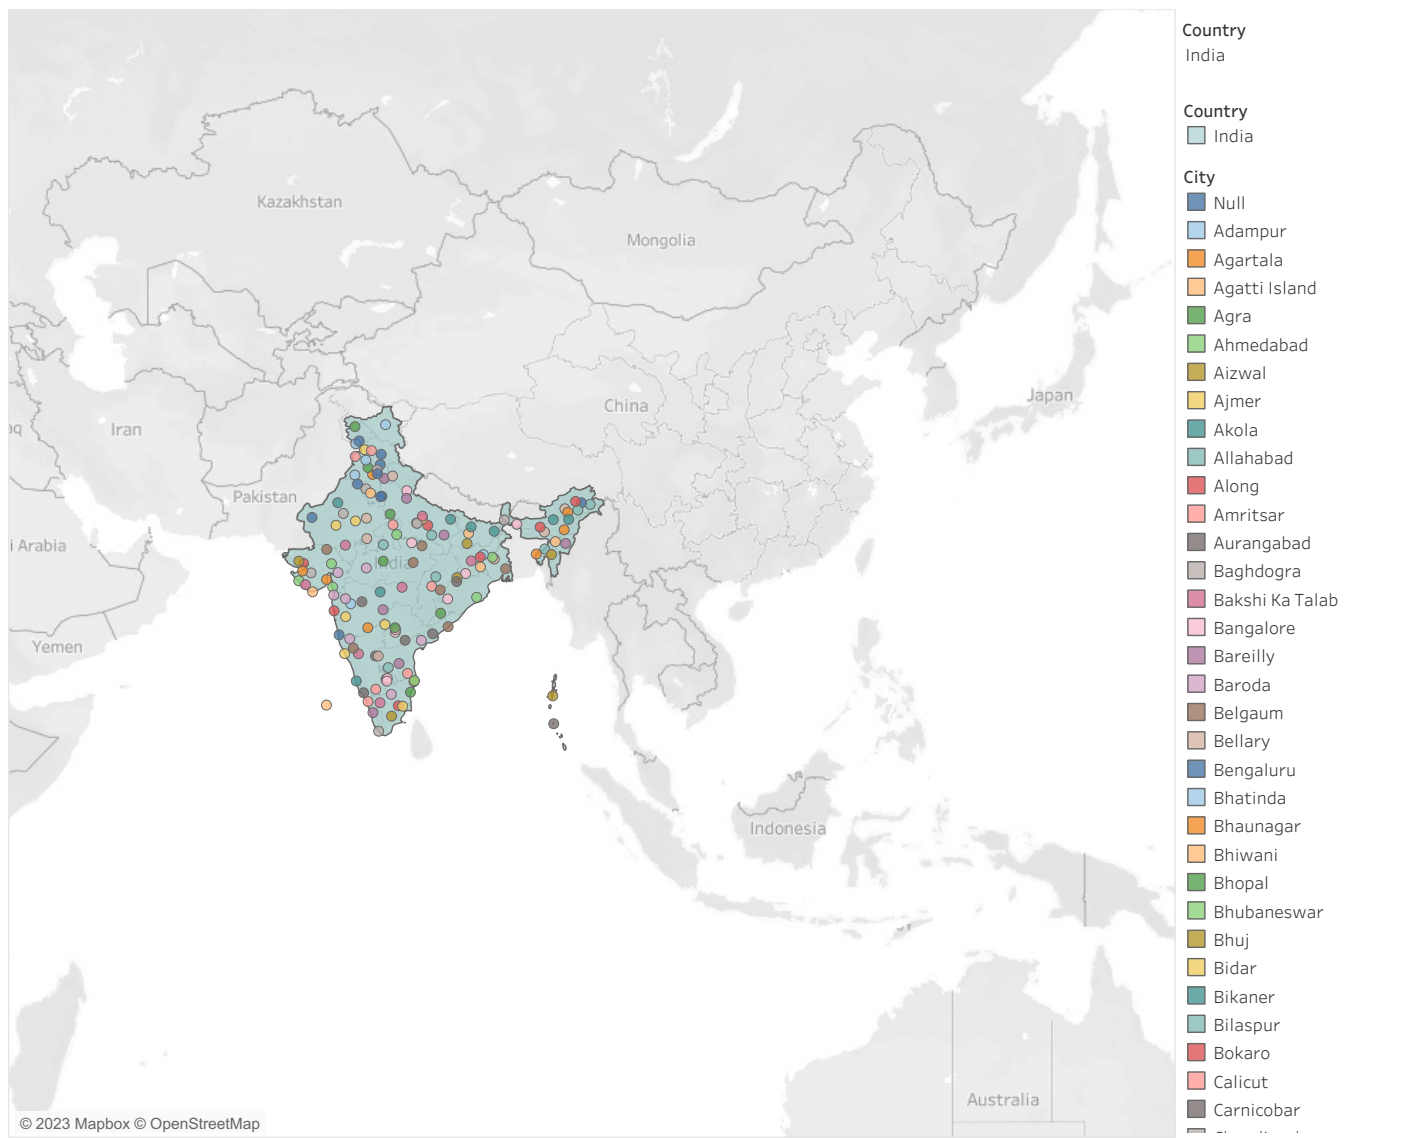 Kazakhstan
Mongolia
China
Japan
Iran
Pakistan
i Arabia
India
Yemen
Indonesia
Australia
© 2023 Mapbox © OpenStreetMap
Country
India
Country
India
City
Null
Adampur
Agartala
Agatti Island
Agra
Ahmedabad
Aizwal
Ajmer
Akola
Allahabad
Along
Amritsar
Aurangabad
Baghdogra
Bakshi Ka Talab
Bangalore
Bareilly
Baroda
Belgaum
Bellary
Bengaluru
Bhatinda
Bhaunagar
Bhiwani
Bhopal
Bhubaneswar
Bhuj
Bidar
Bikaner
Bilaspur
Bokaro
Calicut
Carnicobar